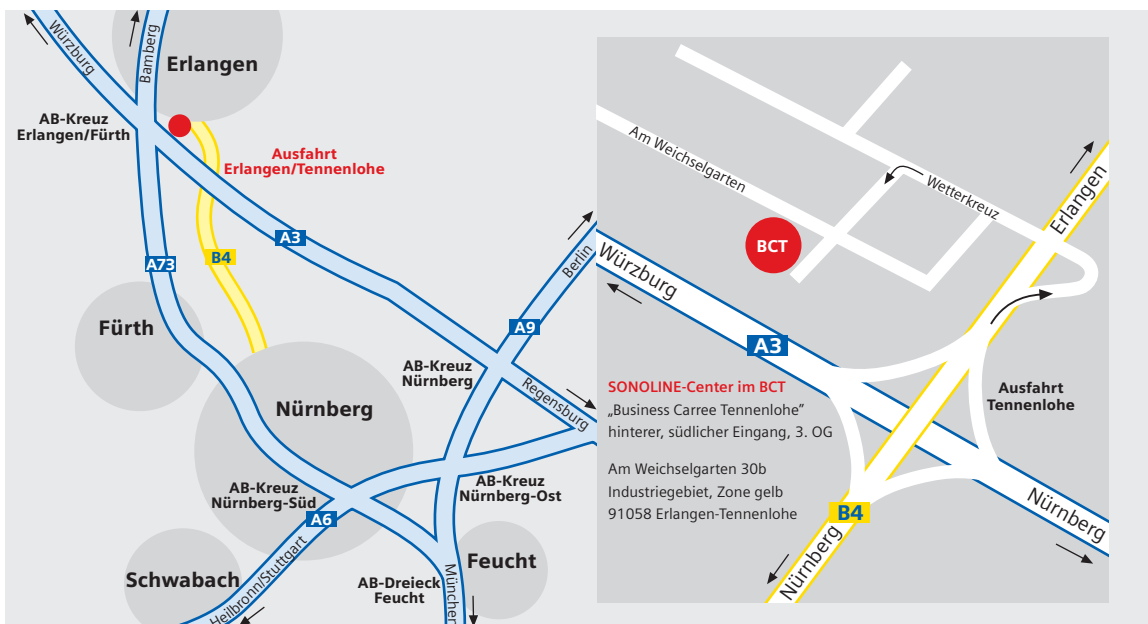 Würzburg
Bamberg
Erlangen
AB-Kreuz
Erlangen/Fürth
Ausfahrt
Erlangen/Tennenlohe
A3
A73
B4
Berlin
Fürth
A9
AB-Kreuz
Nürnberg
Regensburg
Nürnberg
AB-Kreuz
Nürnberg-Süd
AB-Kreuz
Nürnberg-Ost
A6
Heilbronn/Stuttgart
Feucht
Schwabach
AB-Dreieck
Feucht
München
Am Weichselgarten
Wetterkreuz
Erlangen
BCT
Würzburg
A3
SONOLINE-Center im BCT
„Business Carree Tennenlohe”
hinterer, südlicher Eingang, 3. OG
Am Weichselgarten 30b
Industriegebiet, Zone gelb
91058 Erlangen-Tennenlohe
Ausfahrt
Tennenlohe
B4
Nürnberg
Nürnberg